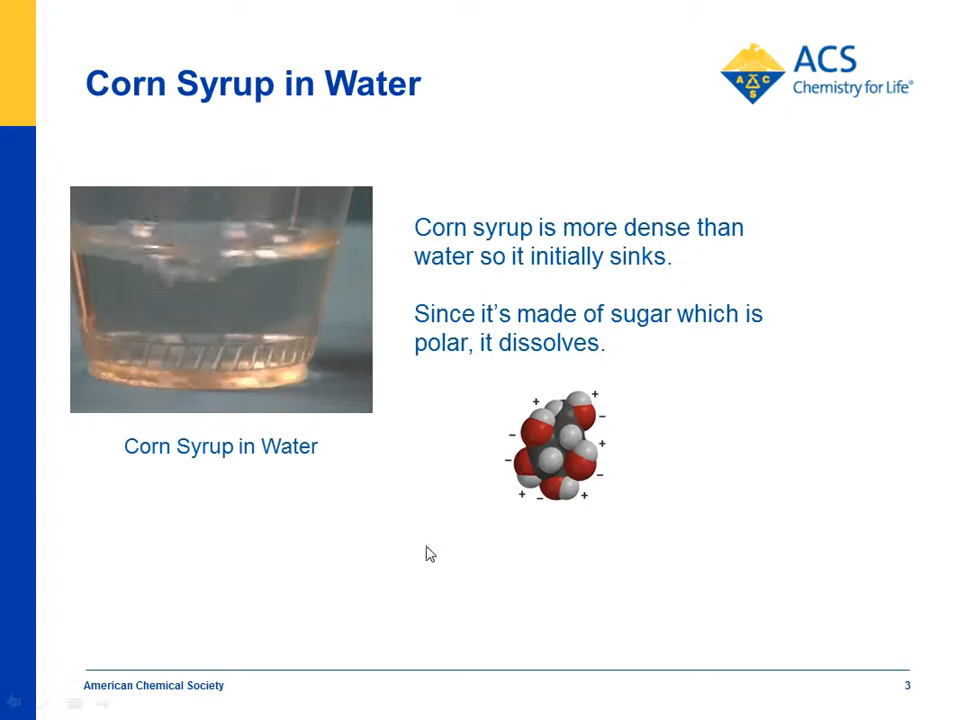 Corn Syrup in Water
ACS
Chemistry for Life®
A C S
Corn syrup is more dense than
water so it initially sinks.
Since it's made of sugar which is
polar, it dissolves.
Corn Syrup in Water
+ +
− −
+
− −
+ − +
American Chemical Society
3